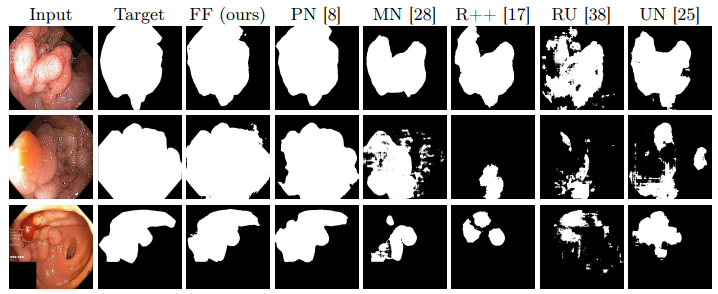 Input Target FF (ours) PN [8] MN [28] R++ [17] RU [38] UN [25]